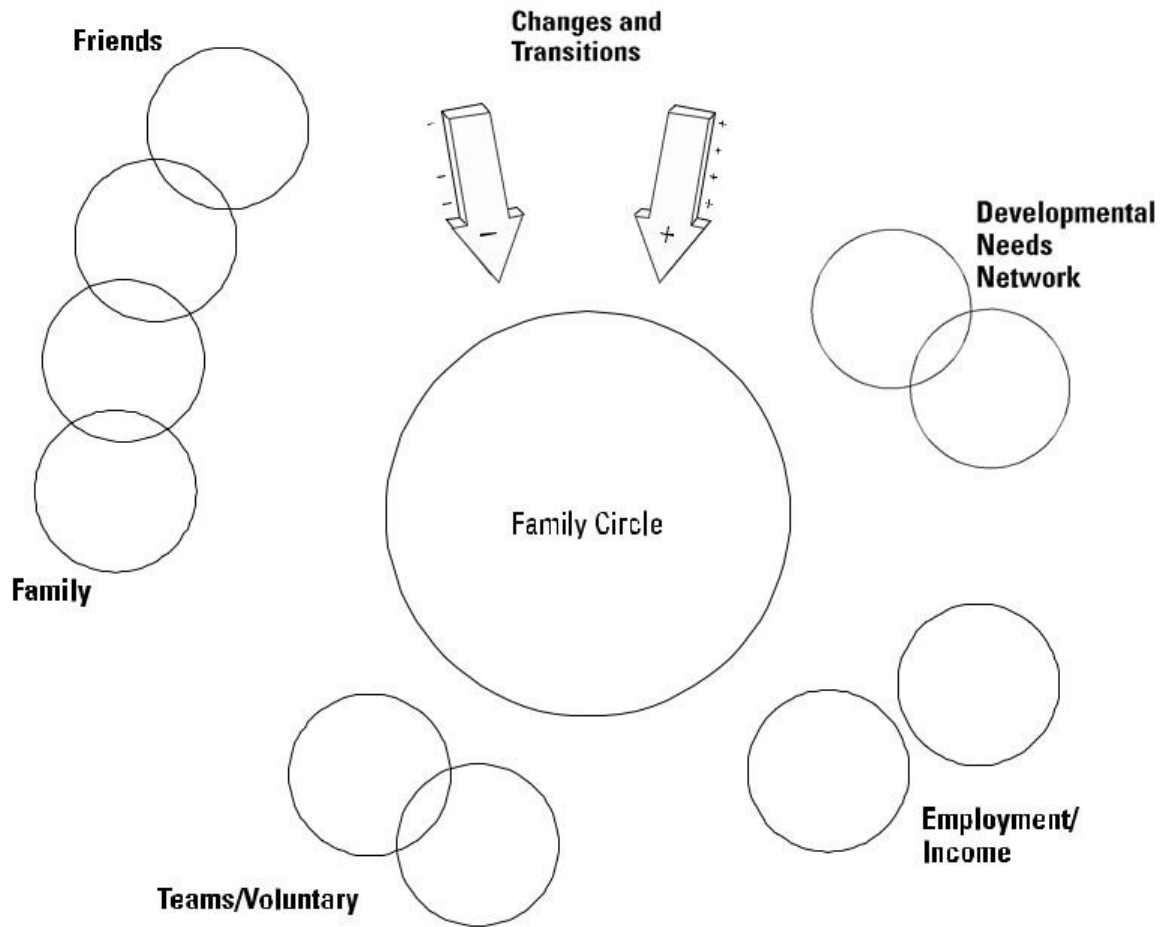 Friends
Changes and
Transitions
- +
+
- +
- +
- +
Developmental
Needs
Network
Family Circle
Family
Employment/
Income
Teams/Voluntary